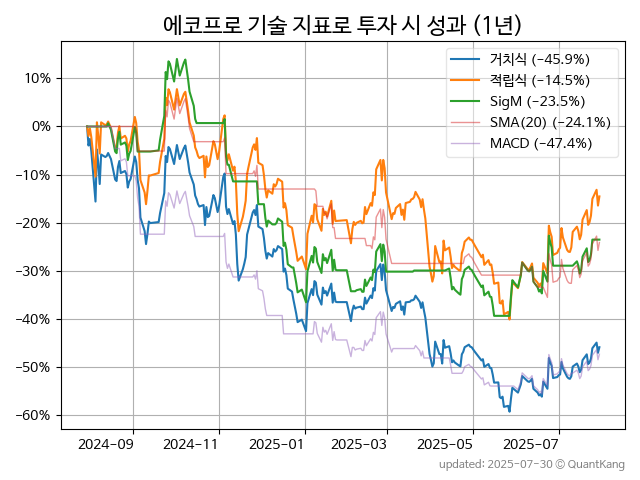 에코프로 기술 지표로 투자 시 성과 (1년)
거치식 (−45.9%)
적립식 (−14.5%)
SigM (−23.5%)
SMA(20) (−24.1%)
MACD (−47.4%)
10%
0%
−10%
−20%
−30%
−40%
−50%
−60%
2024-09 2024-11 2025-01 2025-03 2025-05 2025-07
updated: 2025-07-30 © QuantKang